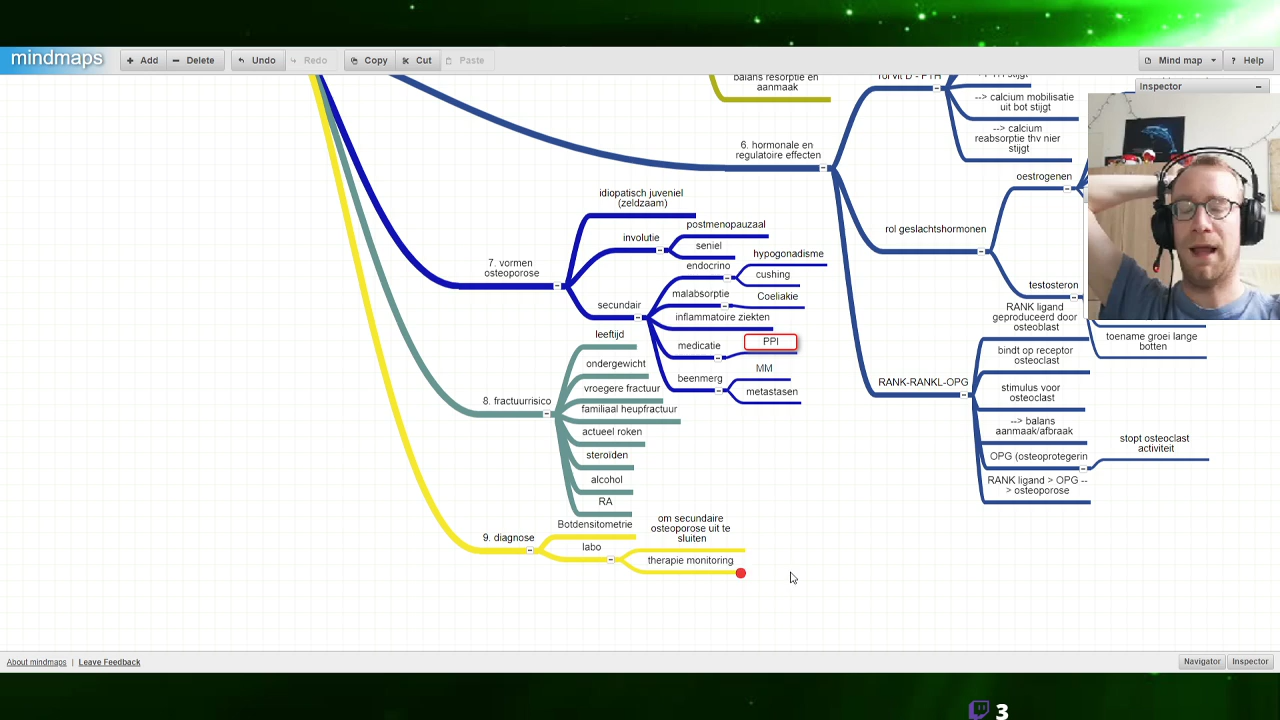 mindmaps
Add
Delete
Undo
Redo
Copy
Cut
Paste
Mind map
Help
Inspector
balans resorptie en
aanmaak
rol vit D - PTH
--> calcium mobilisatie
uit bot stijgt
--> calcium
reabsorptie thv nier
stijgt
6. hormonale en
regulatoire effecten
oestrogenen
rol geslachtshormonen
testosteron
toename groei lange
botten
RANK-RANKL-OPG
RANK ligand
geproduceerd door
osteoblast
bindt op receptor
osteoclast
stimulus voor
osteoclast
--> balans
aanmaak/afbraak
OPG (osteoprotegerin
stopt osteoclast
activiteit
RANK ligand > OPG --
> osteoporose
7. vormen
osteoporose
idiopatisch juveniel
(zeldzaam)
involutie
postmenopauzaal
seniel
secundair
endocrino
hypogonadisme
cushing
malabsorptie
Coeliakie
inflammatoire ziekten
medicatie
PPI
beenmerg
MM
metastasen
8. fractuurrisico
leeftijd
ondergewicht
vroegere fractuur
familiaal heupfractuur
actueel roken
steroïden
alcohol
RA
9. diagnose
Botdensitometrie
labo
om secundaire
osteoporose uit te
sluiten
therapie monitoring
About mindmaps | Leave Feedback
Navigator
Inspector
3